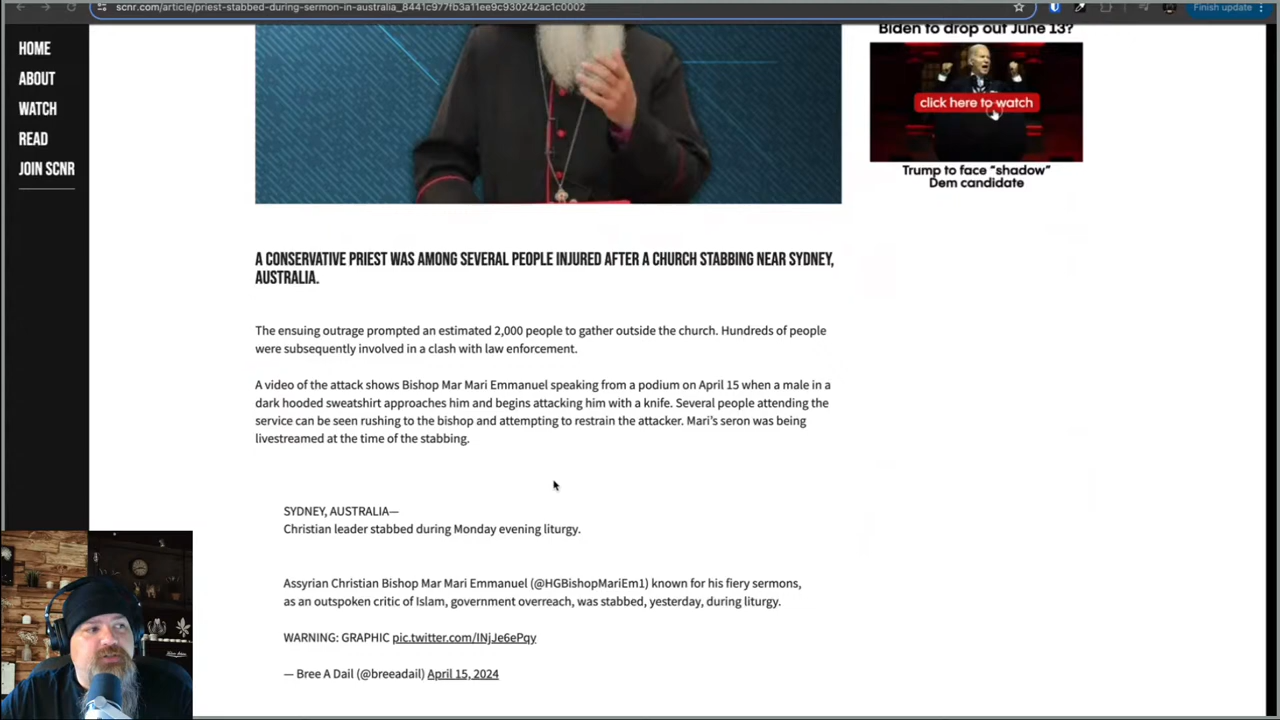 scnr.com/article/priest-stabbed-during-sermon-in-australia_8441c977fb3a11ee9c930242ac1c0002
Finish update
HOME
ABOUT
WATCH
READ
JOIN SCNR
Biden to drop out June 13?
click here to watch
Trump to face “shadow”
Dem candidate
A CONSERVATIVE PRIEST WAS AMONG SEVERAL PEOPLE INJURED AFTER A CHURCH STABBING NEAR SYDNEY,
AUSTRALIA.
The ensuing outrage prompted an estimated 2,000 people to gather outside the church. Hundreds of people
were subsequently involved in a clash with law enforcement.
A video of the attack shows Bishop Mar Mari Emmanuel speaking from a podium on April 15 when a male in a
dark hooded sweatshirt approaches him and begins attacking him with a knife. Several people attending the
service can be seen rushing to the bishop and attempting to restrain the attacker. Mari’s seron was being
livestreamed at the time of the stabbing.
SYDNEY, AUSTRALIA—
Christian leader stabbed during Monday evening liturgy.
Assyrian Christian Bishop Mar Mari Emmanuel (@HGBishopMariEm1) known for his fiery sermons,
as an outspoken critic of Islam, government overreach, was stabbed, yesterday, during liturgy.
WARNING: GRAPHIC pic.twitter.com/INjJe6ePqy
— Bree A Dail (@breeadail) April 15, 2024